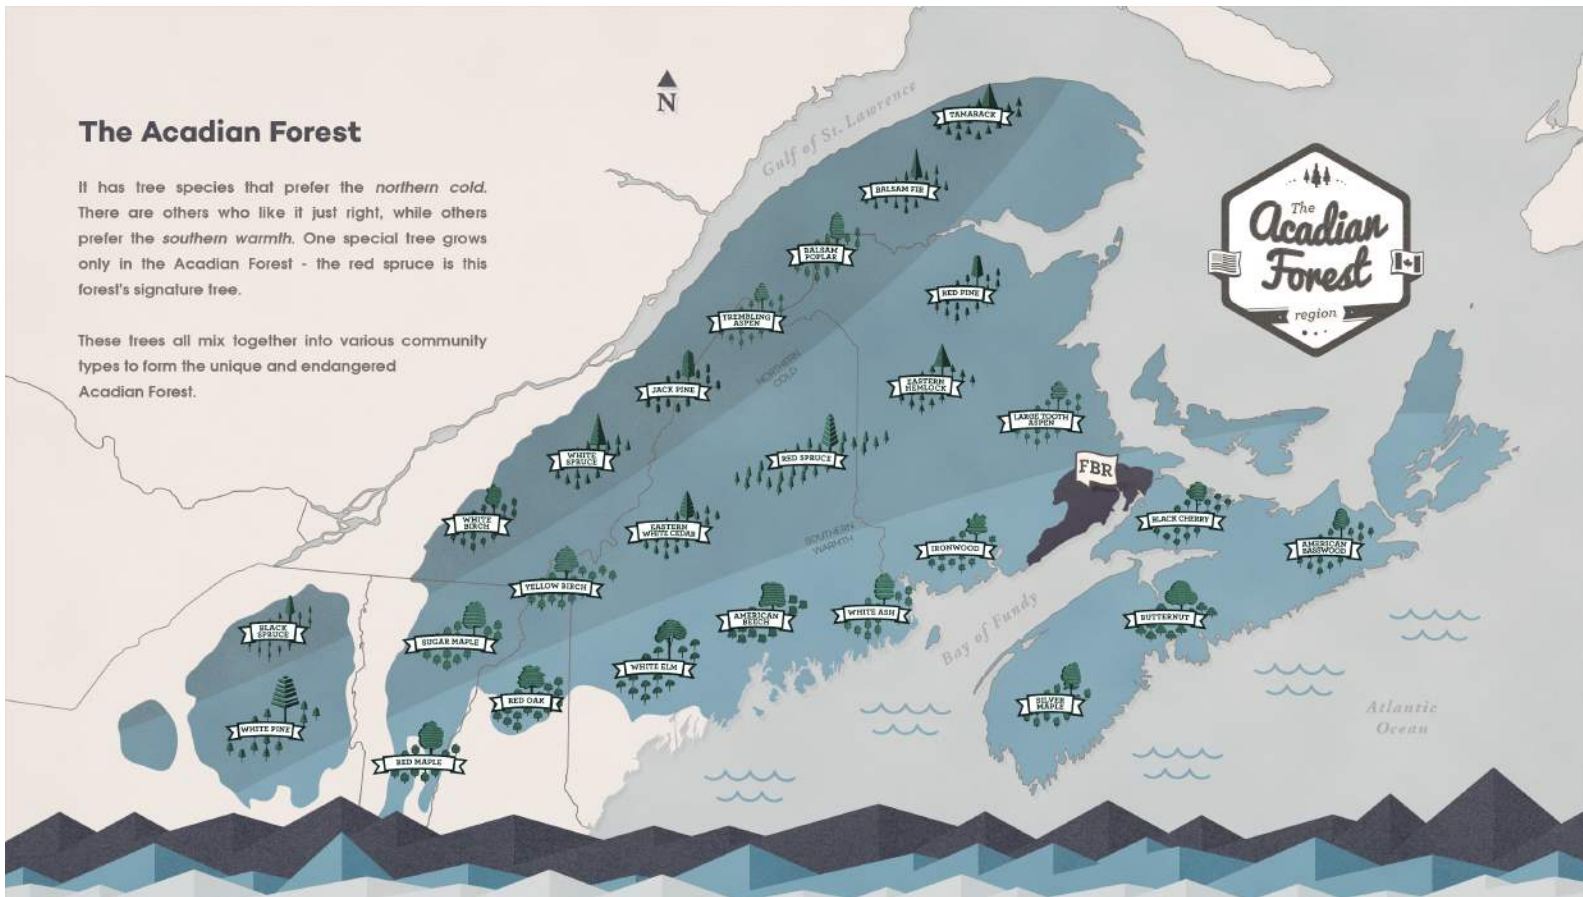 The Acadian Forest
It has tree species that prefer the northern cold.
There are others who like it just right, while others
prefer the southern warmth. One special tree grows
only in the Acadian Forest - the red spruce is this
forest's signature tree.
These trees all mix together into various community
types to form the unique and endangered
Acadian Forest.
N
Gulf of St. Lawrence
The
Acadian
Forest
region
TAMARACK
BALSAM FIR
BALSAM
POPLAR
RED PINE
TREMBLING
ASPEN
NORTHERN
COLD
JACK PINE
EASTERN
HEMLOCK
LARGE TOOTH
ASPEN
WHITE
SPRUCE
RED SPRUCE
FBR
WHITE
BIRCH
EASTERN
WHITE CEDAR
SOUTHERN
WARMTH
IRONWOOD
BLACK CHERRY
AMERICAN
BASSWOOD
YELLOW BIRCH
AMERICAN
BEECH
WHITE ASH
Bay of Fundy
BUTTERNUT
BLACK
SPRUCE
SUGAR MAPLE
WHITE ELM
RED OAK
SILVER
MAPLE
Atlantic
Ocean
WHITE PINE
RED MAPLE